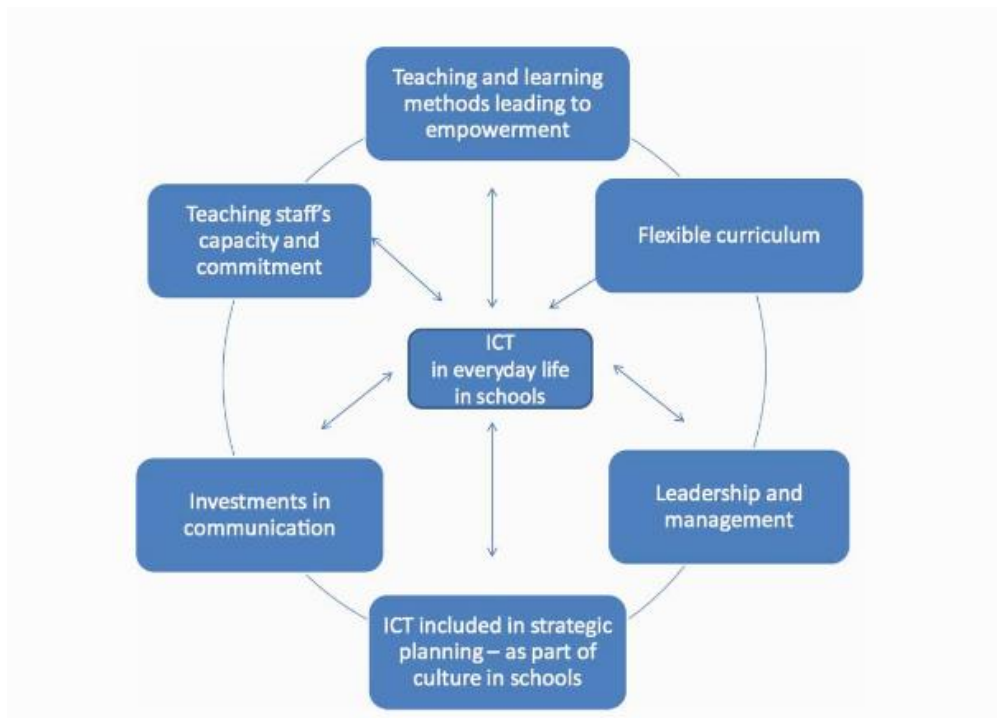 Teaching and learning
methods leading to
empowerment
Teaching staff's
capacity and
commitment
Flexible curriculum
ICT
in everyday life
in schools
Investments in
communication
Leadership and
management
ICT included in strategic
planning – as part of
culture in schools